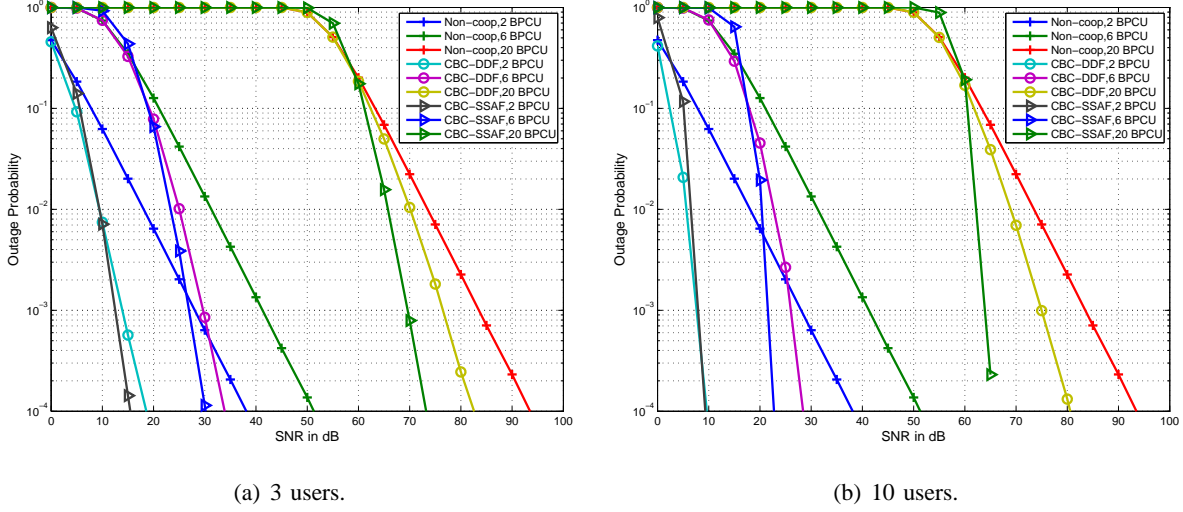 Non−coop,2 BPCU
Non−coop,6 BPCU
Non−coop,20 BPCU
CBC−DDF,2 BPCU
CBC−DDF,6 BPCU
CBC−DDF,20 BPCU
CBC−SSAF,2 BPCU
CBC−SSAF,6 BPCU
CBC−SSAF,20 BPCU
Outage Probability
10^0
10^−1
10^−2
10^−3
10^−4
0 10 20 30 40 50 60 70 80 90 100
SNR in dB
(a) 3 users.
Non−coop,2 BPCU
Non−coop,6 BPCU
Non−coop,20 BPCU
CBC−DDF,2 BPCU
CBC−DDF,6 BPCU
CBC−DDF,20 BPCU
CBC−SSAF,2 BPCU
CBC−SSAF,6 BPCU
CBC−SSAF,20 BPCU
Outage Probability
10^0
10^−1
10^−2
10^−3
10^−4
0 10 20 30 40 50 60 70 80 90 100
SNR in dB
(b) 10 users.